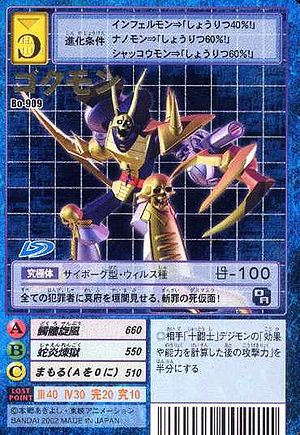 進化条件
インフェルモン⇒「しょうりつ40%!」
ナノモン⇒「しょうりつ60%!」
シャッコウモン⇒「しょうりつ60%!」
ゴクモン
Bo-909
究極体
サイボーグ型・ウィルス種
-100
全ての犯罪者に冥府を垣間見せる、斬罪の死仮面!
A 髑髏旋風 660
B 蛇炎煉獄 550
C まもる(Aを0に) 510
◎相手「十闘士」デジモンの「効果
や能力を計算した後の攻撃力」を
半分にする
LOST POINT Ⅲ40 Ⅳ30 完20 究10
©本郷あきよし・東映アニメーション
BANDAI 2002 MADE IN JAPAN